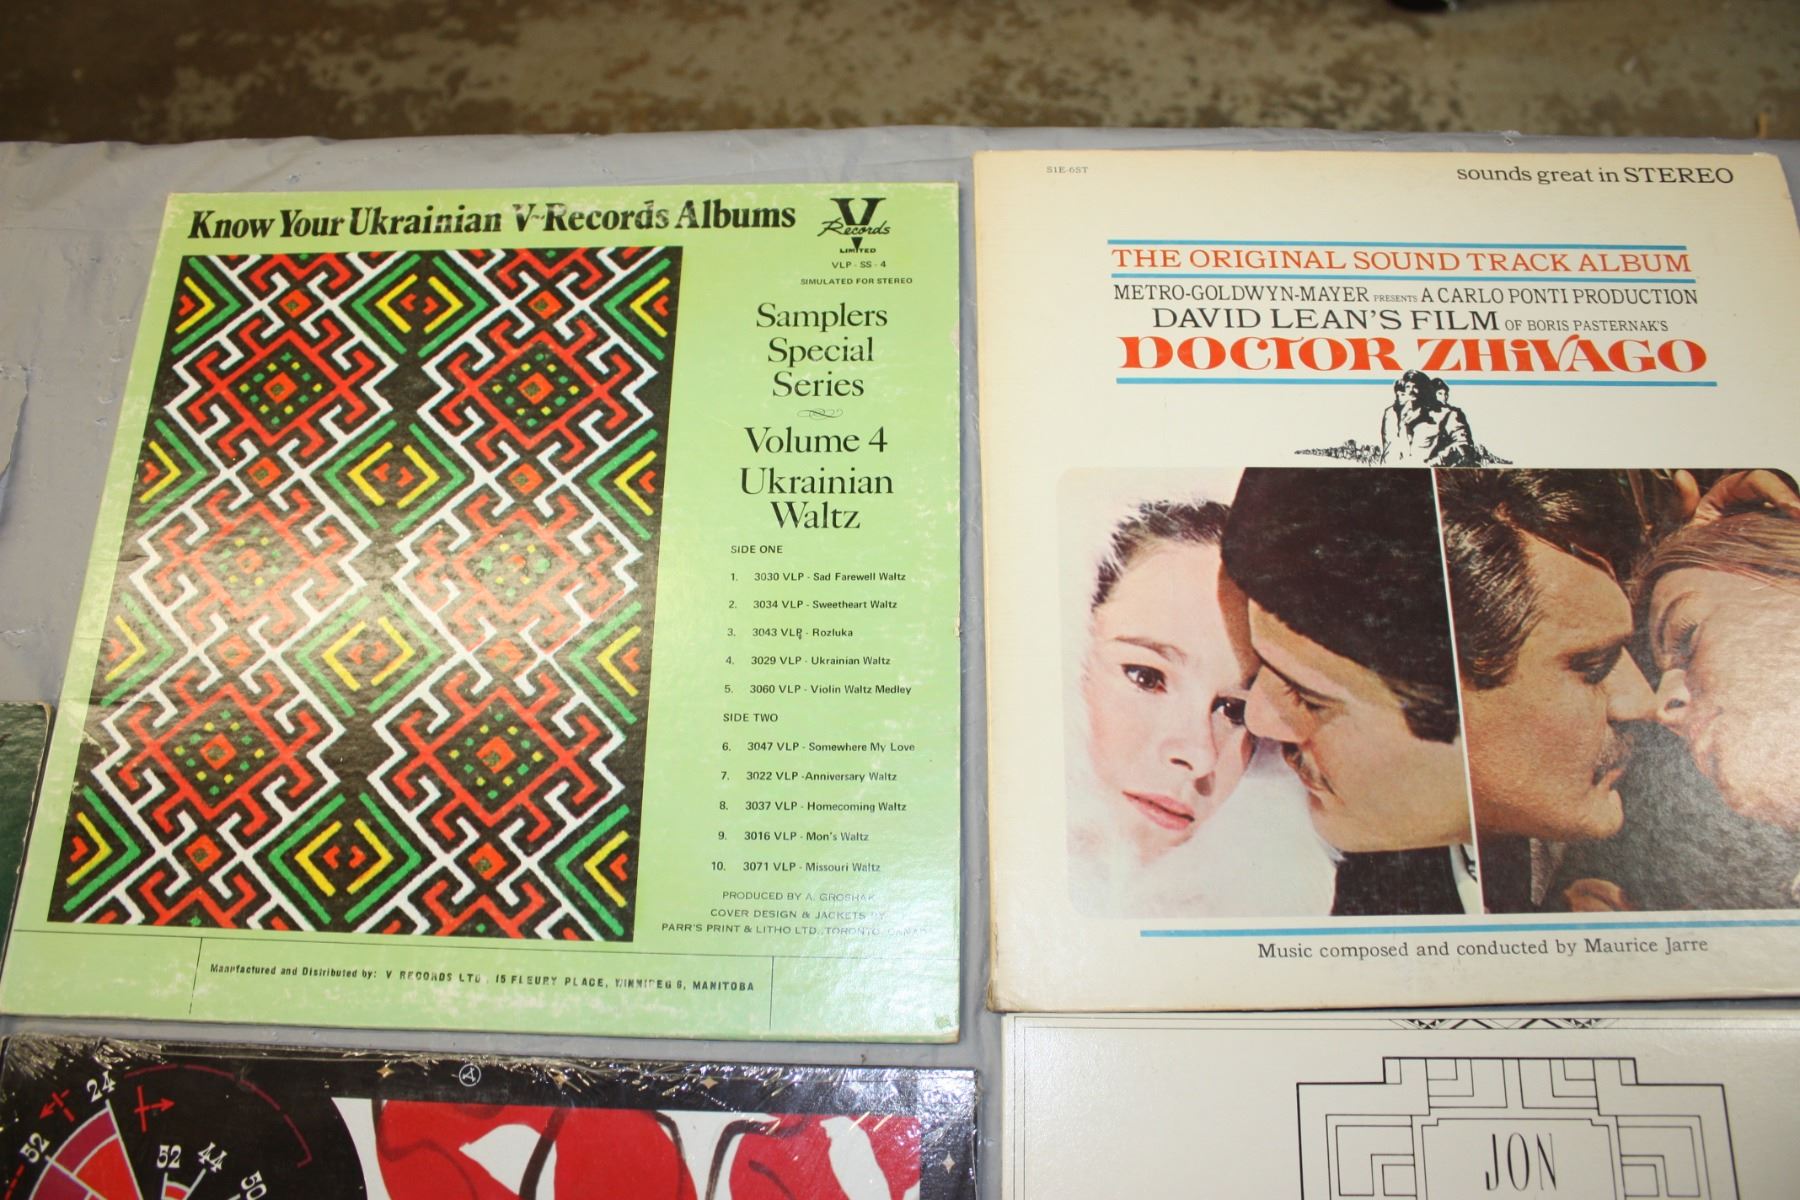 Know Your Ukrainian V-Records Albums
V
Records
LIMITED
VLP - SS - 4
SIMULATED FOR STEREO
Samplers
Special
Series
Volume 4
Ukrainian
Waltz
SIDE ONE
1. 3030 VLP - Sad Farewell Waltz
2. 3034 VLP - Sweetheart Waltz
3. 3043 VLP - Rozluka
4. 3029 VLP - Ukrainian Waltz
5. 3060 VLP - Violin Waltz Medley
SIDE TWO
6. 3047 VLP - Somewhere My Love
7. 3022 VLP -Anniversary Waltz
8. 3037 VLP - Homecoming Waltz
9. 3016 VLP - Mon's Waltz
10. 3071 VLP - Missouri Waltz
PRODUCED BY A. GROSHAK
COVER DESIGN & JACKETS BY
PARR'S PRINT & LITHO LTD., TORONTO, CANADA
Manufactured and Distributed by: V RECORDS LTD., 15 FLEURY PLACE, WINNIPEG 6, MANITOBA
S1E-6ST
sounds great in STEREO
THE ORIGINAL SOUND TRACK ALBUM
METRO-GOLDWYN-MAYER PRESENTS A CARLO PONTI PRODUCTION
DAVID LEAN'S FILM OF BORIS PASTERNAK'S
DOCTOR ZHiVAGO
Music composed and conducted by Maurice Jarre
24
52
52 44 50
JON